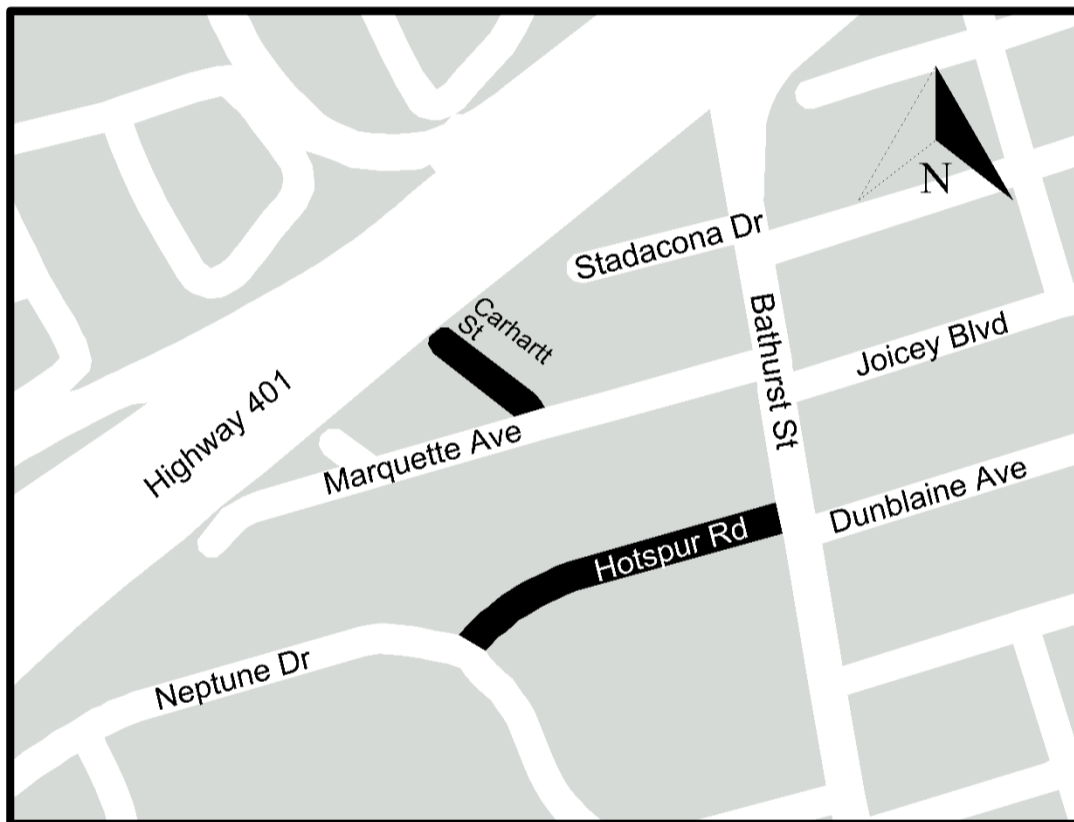 N
Stadacona Dr
Carhartt
St
Bathurst St
Joicey Blvd
Highway 401
Marquette Ave
Dunblaine Ave
Hotspur Rd
Neptune Dr